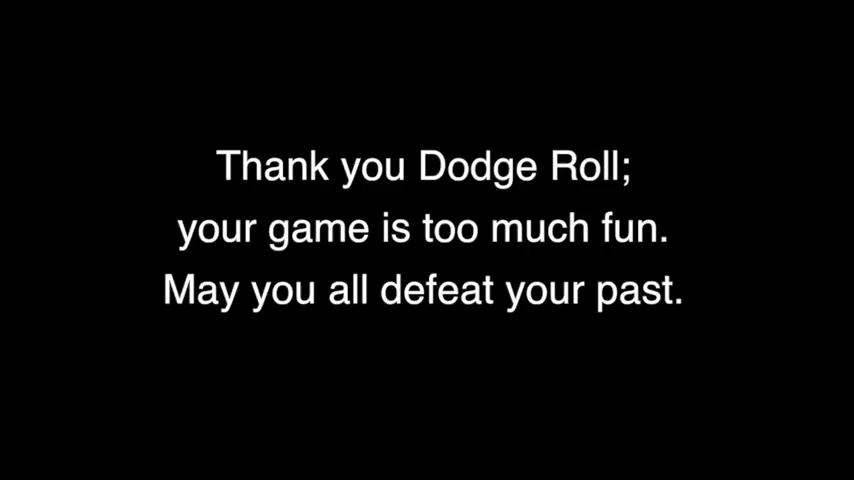 Thank you Dodge Roll;
your game is too much fun.
May you all defeat your past.